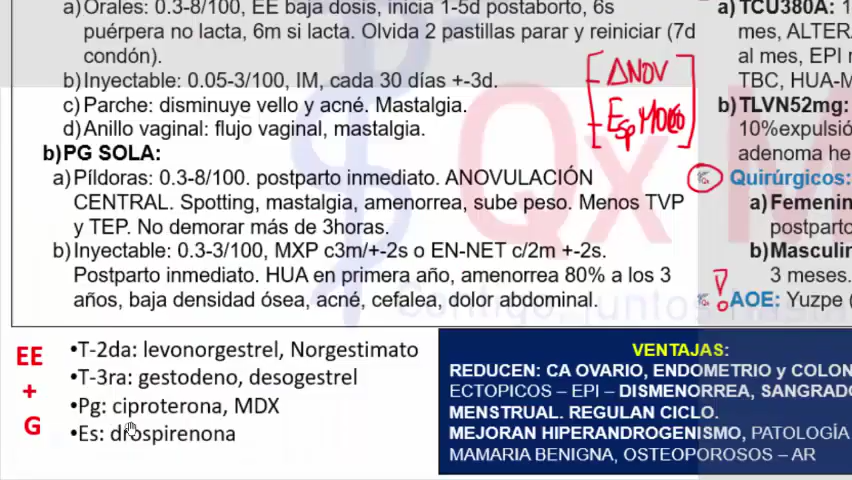 a)Orales: 0.3-8/100, EE baja dosis, inicia 1-5d postaborto, 6s
puérpera no lacta, 6m si lacta. Olvida 2 pastillas parar y reiniciar (7d
condón).
b)Inyectable: 0.05-3/100, IM, cada 30 días +-3d.
c)Parche: disminuye vello y acné. Mastalgia.
d)Anillo vaginal: flujo vaginal, mastalgia.
b)PG SOLA:
a)Píldoras: 0.3-8/100. postparto inmediato. ANOVULACIÓN
CENTRAL. Spotting, mastalgia, amenorrea, sube peso. Menos TVP
y TEP. No demorar más de 3horas.
b)Inyectable: 0.3-3/100, MXP c3m/+-2s o EN-NET c/2m +-2s.
Postparto inmediato. HUA en primera año, amenorrea 80% a los 3
años, baja densidad ósea, acné, cefalea, dolor abdominal.
ΔNOV
a)TCU380A: 1
mes, ALTERA
al mes, EPI
TBC, HUA-M
b)TLVN52mg:
10%expulsió
adenoma he
Quirúrgicos:
a)Femenin
postparto
b)Masculin
3 meses.
!
AOE: Yuzpe (
Qx M
Contigo, juntos hasta
EE
+
G
•T-2da: levonorgestrel, Norgestimato
•T-3ra: gestodeno, desogestrel
•Pg: ciproterona, MDX
•Es: drospirenona
VENTAJAS:
REDUCEN: CA OVARIO, ENDOMETRIO y COLON
ECTOPICOS – EPI – DISMENORREA, SANGRADO
MENSTRUAL. REGULAN CICLO.
MEJORAN HIPERANDROGENISMO, PATOLOGÍA
MAMARIA BENIGNA, OSTEOPOROSOS – AR